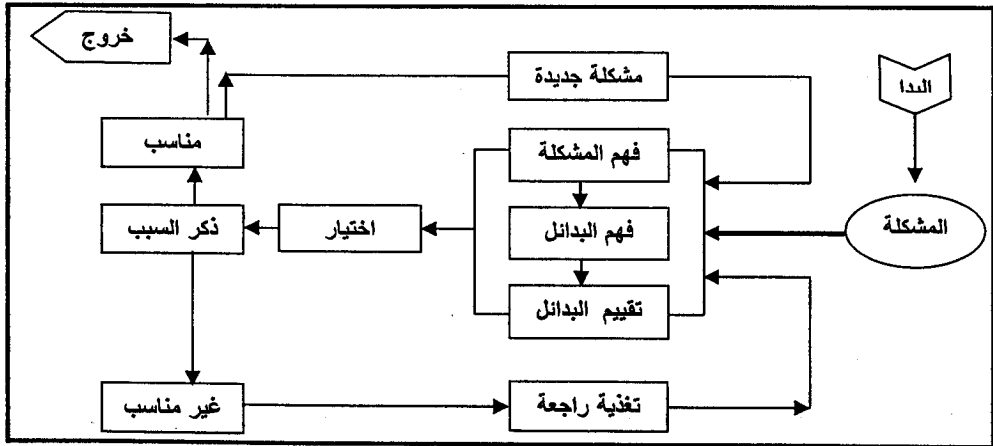 خروج
مشكلة جديدة
البدا
مناسب
فهم المشكلة
المشكلة
ذكر السبب
اختيار
فهم البدائل
تقييم البدائل
غير مناسب
تغذية راجعة